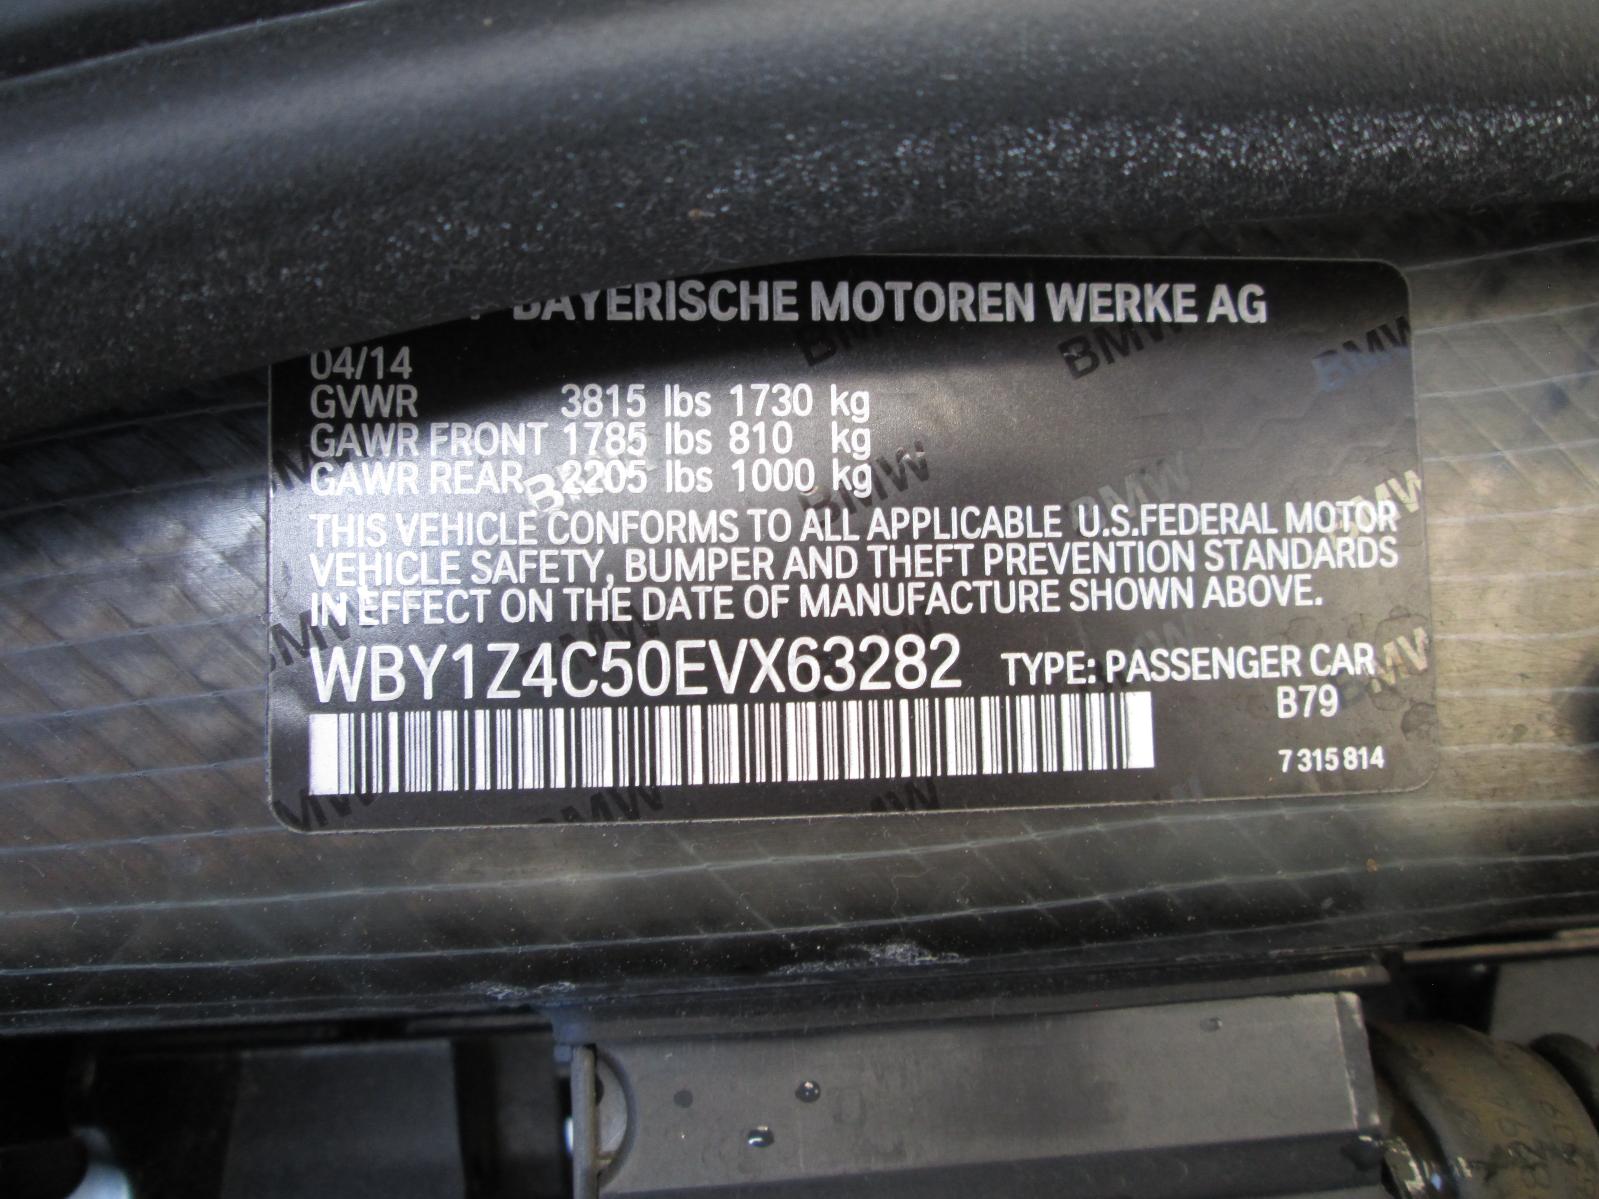 BAYERISCHE MOTOREN WERKE AG
04/14
GVWR 3815 lbs 1730 kg
GAWR FRONT 1785 lbs 810 kg
GAWR REAR 2205 lbs 1000 kg
THIS VEHICLE CONFORMS TO ALL APPLICABLE U.S.FEDERAL MOTOR
VEHICLE SAFETY, BUMPER AND THEFT PREVENTION STANDARDS
IN EFFECT ON THE DATE OF MANUFACTURE SHOWN ABOVE.
WBY1Z4C50EVX63282 TYPE: PASSENGER CAR
B79
7 315 814